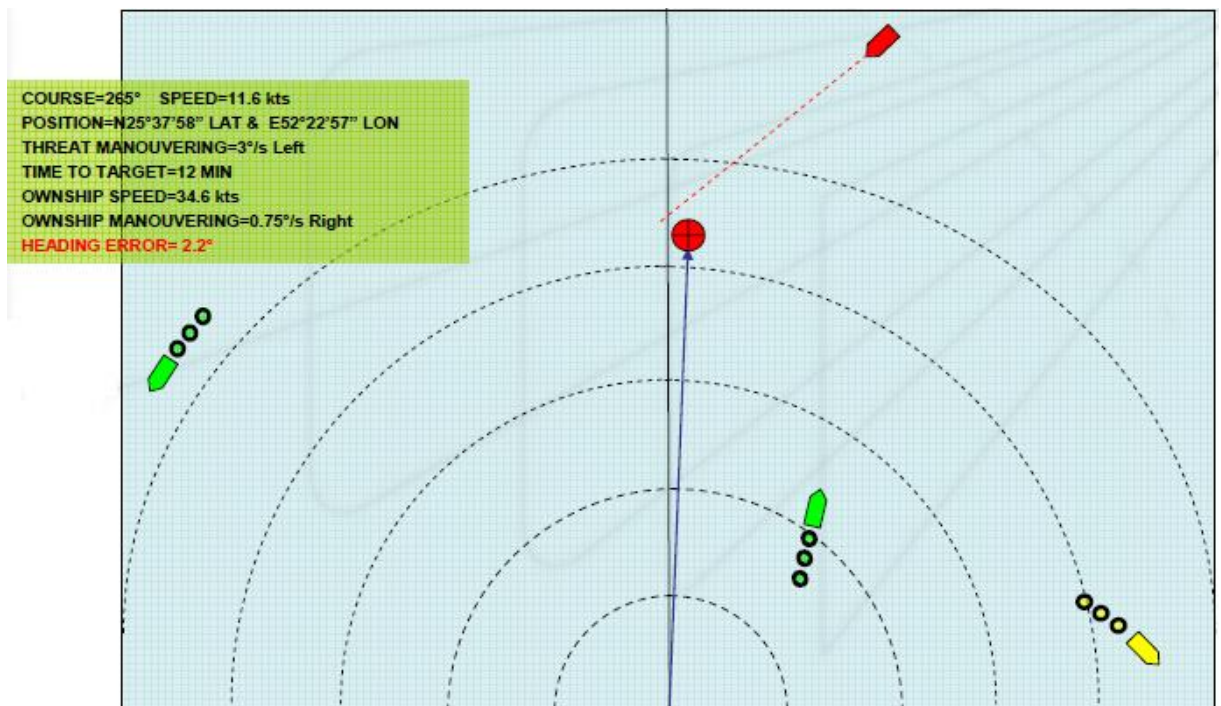 COURSE=265° SPEED=11.6 kts
POSITION=N25°37'58” LAT & E52°22'57” LON
THREAT MANOUVERING=3°/s Left
TIME TO TARGET=12 MIN
OWNSHIP SPEED=34.6 kts
OWNSHIP MANOUVERING=0.75°/s Right
HEADING ERROR= 2.2°